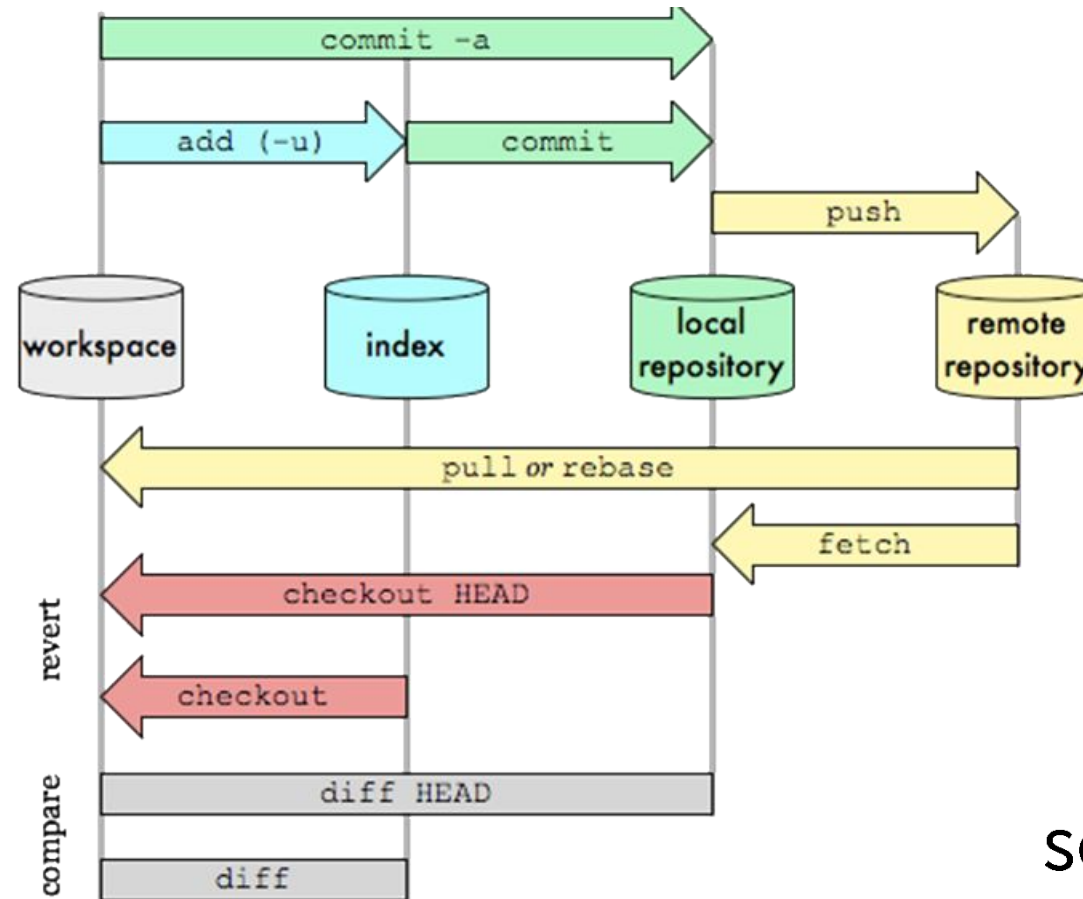 commit -a
add (-u)
commit
push
workspace
index
local
repository
remote
repository
pull or rebase
fetch
revert
checkout HEAD
checkout
compare
diff HEAD
diff